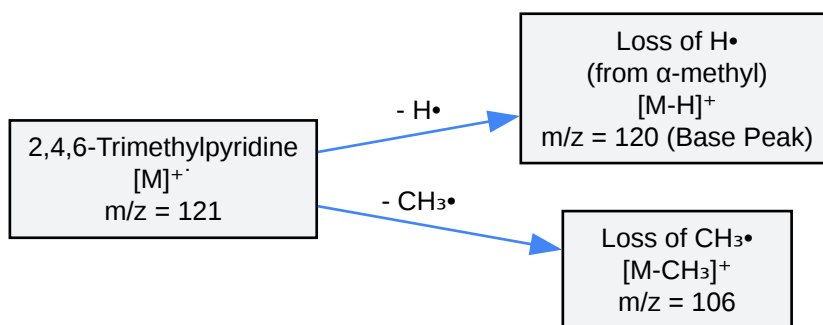 2,4,6-Trimethylpyridine
[M]⁺˙
m/z = 121
- H•
- CH₃•
Loss of H•
(from α-methyl)
[M-H]⁺
m/z = 120 (Base Peak)
Loss of CH₃•
[M-CH₃]⁺
m/z = 106